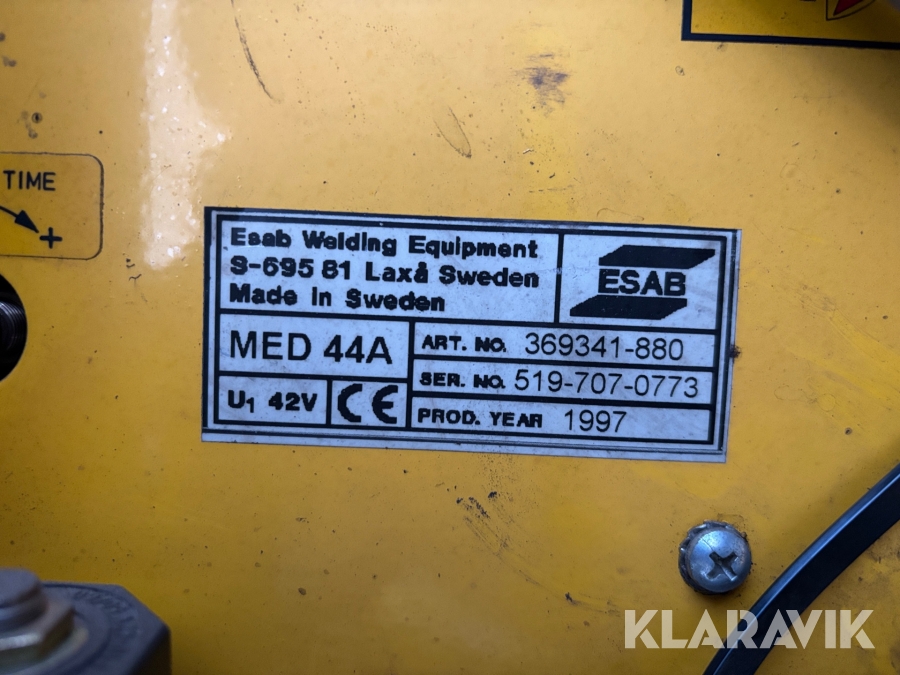 TIME
+
Esab Welding Equipment
S-695 81 Laxå Sweden
Made in Sweden
ESAB
MED 44A
ART. NO. 369341-880
SER. NO. 519-707-0773
U1 42V
CE
PROD. YEAR 1997
KLARAVIK